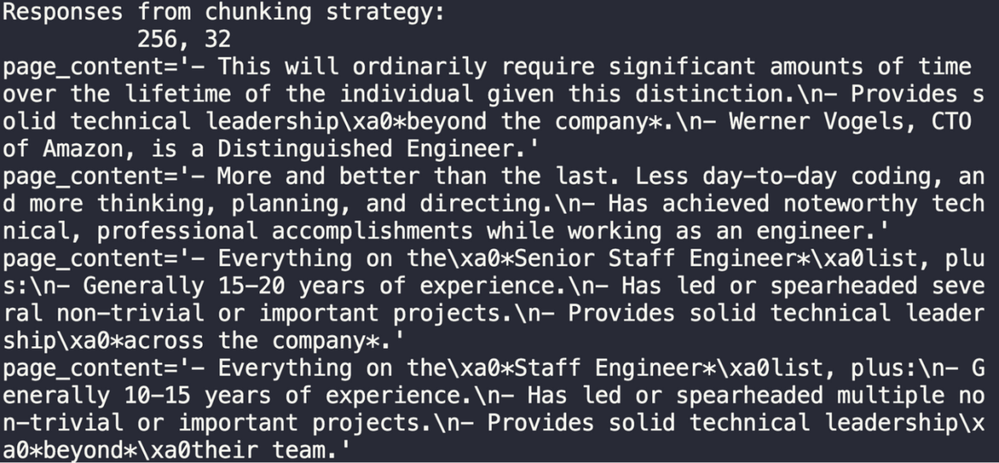 Responses from chunking strategy:
256, 32
page_content='- This will ordinarily require significant amounts of time
over the lifetime of the individual given this distinction.\n- Provides s
olid technical leadership\xa0*beyond the company*.\n- Werner Vogels, CTO
of Amazon, is a Distinguished Engineer.'
page_content='- More and better than the last. Less day-to-day coding, an
d more thinking, planning, and directing.\n- Has achieved noteworthy tech
nical, professional accomplishments while working as an engineer.'
page_content='- Everything on the\xa0*Senior Staff Engineer*\xa0list, plu
s:\n- Generally 15-20 years of experience.\n- Has led or spearheaded seve
ral non-trivial or important projects.\n- Provides solid technical leader
ship\xa0*across the company*.'
page_content='- Everything on the\xa0*Staff Engineer*\xa0list, plus:\n- G
enerally 10-15 years of experience.\n- Has led or spearheaded multiple no
n-trivial or important projects.\n- Provides solid technical leadership\x
a0*beyond*\xa0their team.'